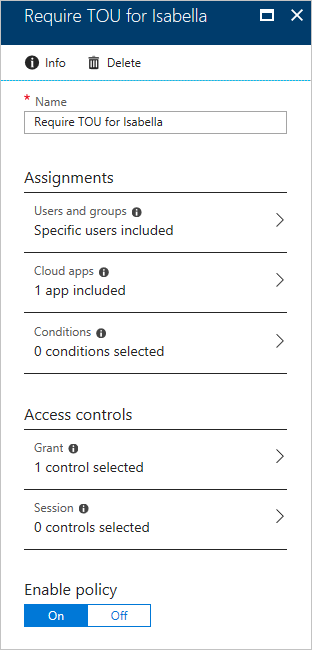 Require TOU for Isabella
Info Delete
* Name
Require TOU for Isabella
Assignments
Users and groups
Specific users included
Cloud apps
1 app included
Conditions
0 conditions selected
Access controls
Grant
1 control selected
Session
0 controls selected
Enable policy
On Off